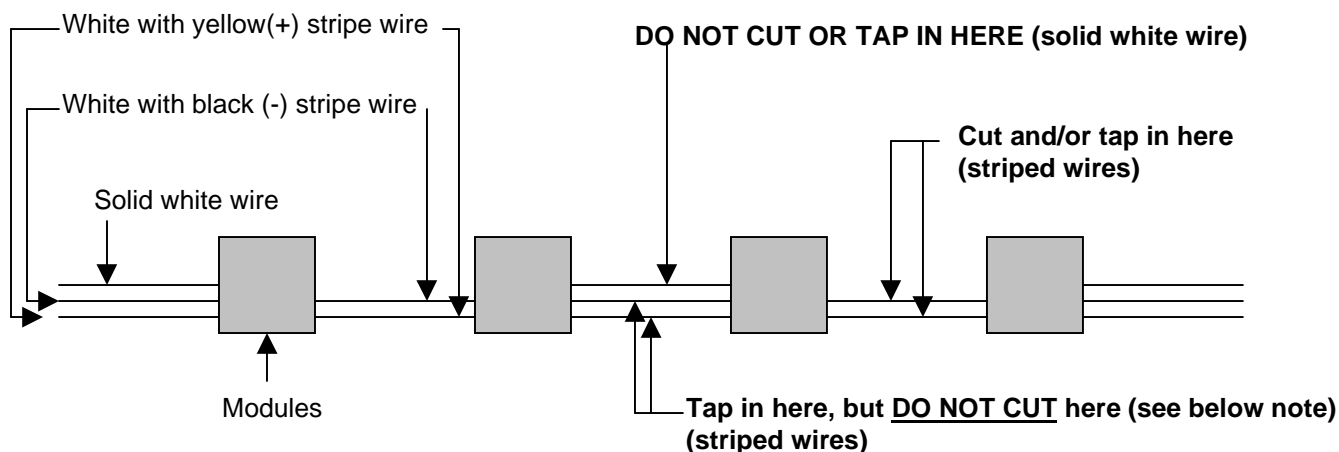 White with yellow(+) stripe wire
DO NOT CUT OR TAP IN HERE (solid white wire)
White with black (-) stripe wire
Cut and/or tap in here
(striped wires)
Solid white wire
Modules
Tap in here, but DO NOT CUT here (see below note)
(striped wires)